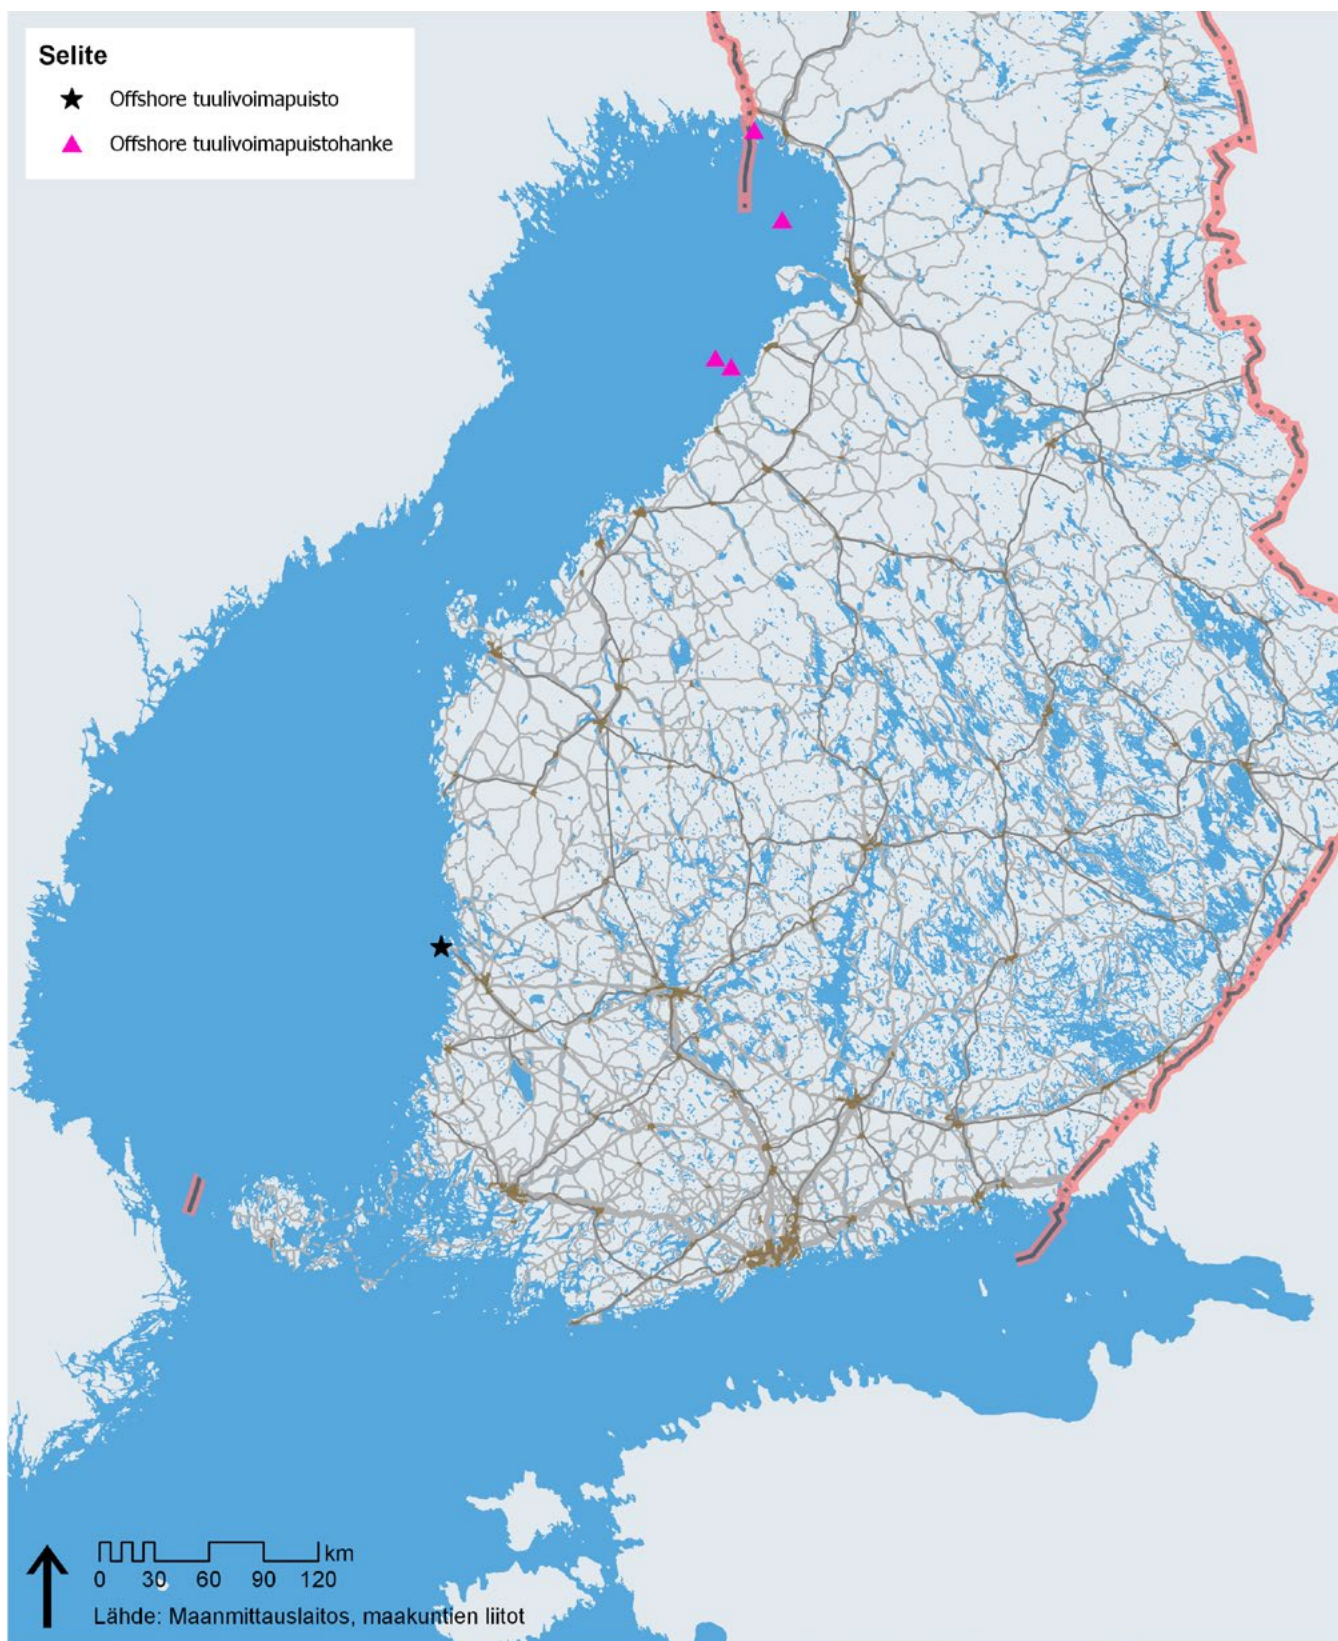 Selite
Offshore tuulivoimapuisto
Offshore tuulivoimapuistohanke
km
0 30 60 90 120
Lähde: Maanmittauslaitos, maakuntien liitot